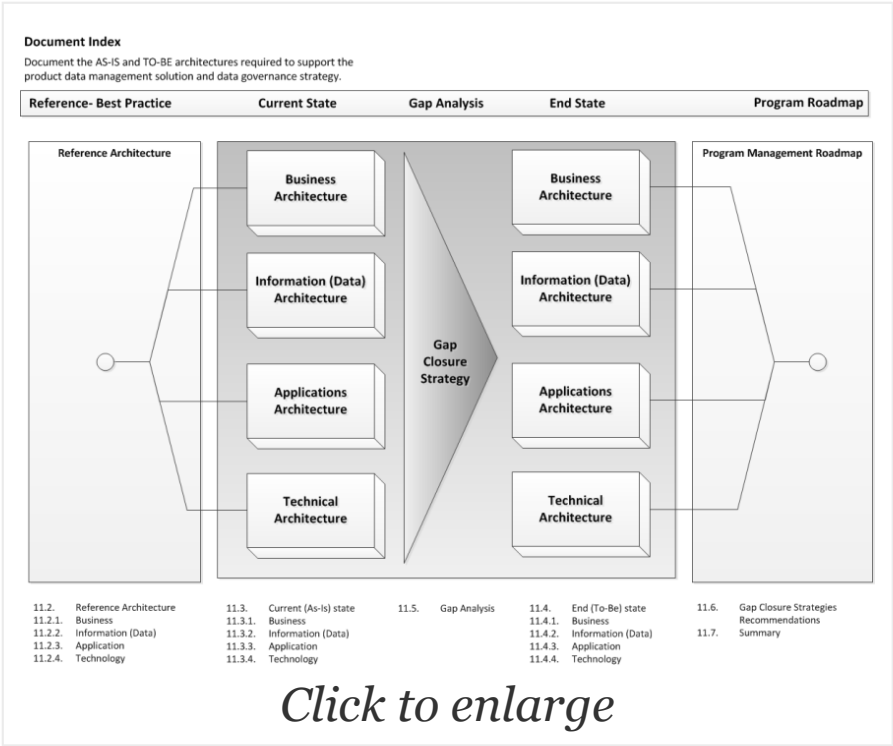 Document Index
Document the AS-IS and TO-BE architectures required to support the
product data management solution and data governance strategy.
Reference- Best Practice
Current State
Gap Analysis
End State
Program Roadmap
Reference Architecture
Business
Architecture
Information (Data)
Architecture
Applications
Architecture
Technical
Architecture
Gap
Closure
Strategy
Business
Architecture
Information (Data)
Architecture
Applications
Architecture
Technical
Architecture
Program Management Roadmap
11.2. Reference Architecture
11.2.1. Business
11.2.2. Information (Data)
11.2.3. Application
11.2.4. Technology
11.3. Current (As-Is) state
11.3.1. Business
11.3.2. Information (Data)
11.3.3. Application
11.3.4. Technology
11.5. Gap Analysis
11.4. End (To-Be) state
11.4.1. Business
11.4.2. Information (Data)
11.4.3. Application
11.4.4. Technology
11.6. Gap Closure Strategies
Recommendations
11.7. Summary
Click to enlarge